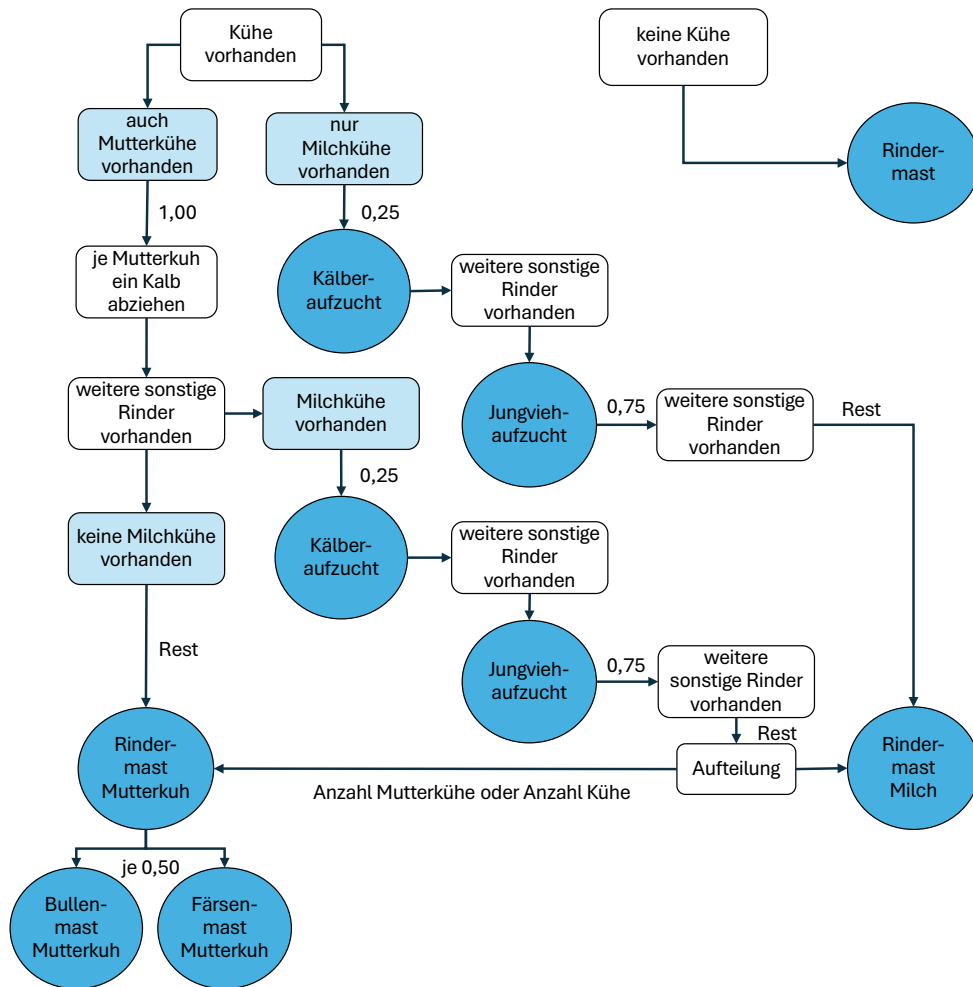 Kühe
vorhanden
keine Kühe
vorhanden
auch
Mutterkühe
vorhanden
nur
Milchkühe
vorhanden
Rinder-
mast
1,00
0,25
je Mutterkuh
ein Kalb
abziehen
Kälber-
aufzucht
weitere sonstige
Rinder
vorhanden
weitere sonstige
Rinder
vorhanden
Milchkühe
vorhanden
Jungvieh-
aufzucht
0,75
weitere sonstige
Rinder
vorhanden
Rest
0,25
keine Milchkühe
vorhanden
Kälber-
aufzucht
weitere sonstige
Rinder
vorhanden
Rest
Jungvieh-
aufzucht
0,75
weitere
sonstige Rinder
vorhanden
Rest
Rinder-
mast
Mutterkuh
Aufteilung
Rinder-
mast
Milch
Anzahl Mutterkühe oder Anzahl Kühe
je 0,50
Bullen-
mast
Mutterkuh
Färsen-
mast
Mutterkuh